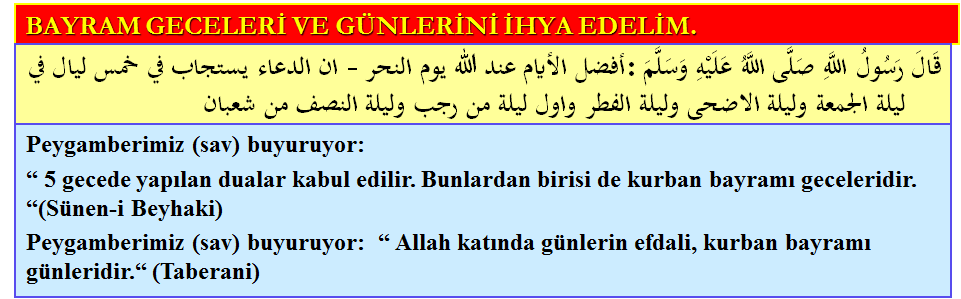 BAYRAM GECELERİ VE GÜNLERİNİ İHYA EDELİM.
قَالَ رَسُولُ اللَّهِ صَلَّى اللَّهُ عَلَيْهِ وَسَلَّمَ :أفضل الأيام عند الله يوم النحر - ان الدعاء يستجاب في خمس ليال في
ليلة الجمعة وليلة الاضحى وليلة الفطر واول ليلة من رجب وليلة النصف من شعبان
Peygamberimiz (sav) buyuruyor:
“ 5 gecede yapılan dualar kabul edilir. Bunlardan birisi de kurban bayramı geceleridir.
“(Sünen-i Beyhaki)
Peygamberimiz (sav) buyuruyor: “ Allah katında günlerin efdali, kurban bayramı
günleridir.“ (Taberani)